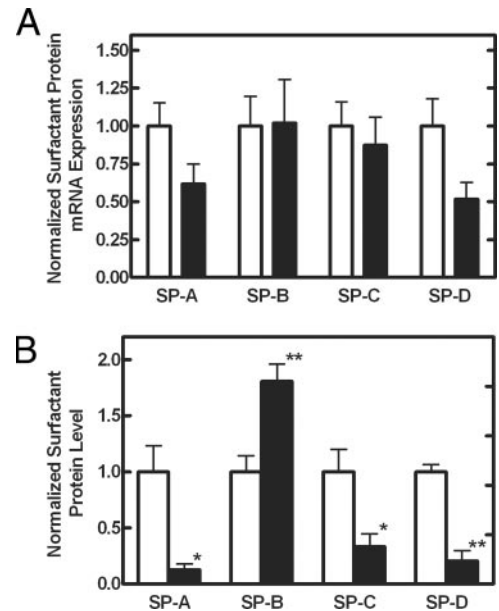 A
Normalized Surfactant Protein
mRNA Expression
1.50
1.25
1.00
0.75
0.50
0.25
0.00
SP-A SP-B SP-C SP-D
B
Normalized Surfactant
Protein Level
2.0
1.5
1.0
0.5
0.0
**
*
*
**
SP-A SP-B SP-C SP-D